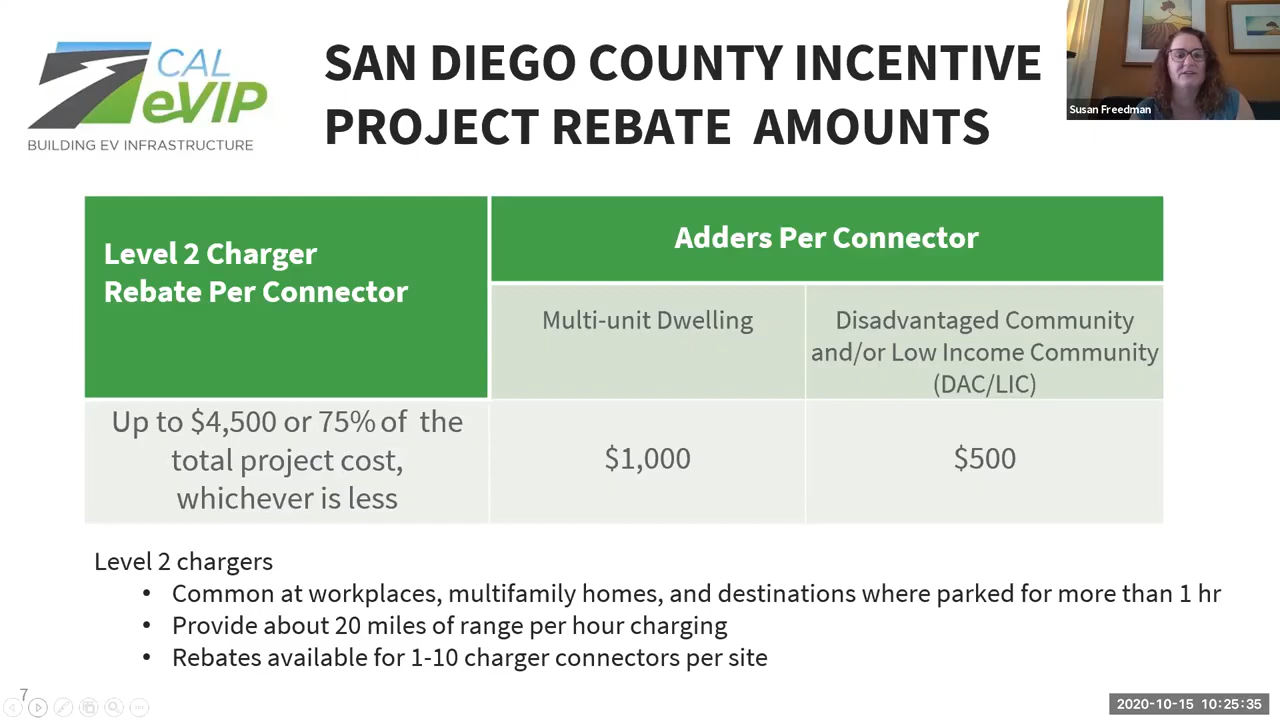 CAL
eVIP
BUILDING EV INFRASTRUCTURE
SAN DIEGO COUNTY INCENTIVE
PROJECT REBATE AMOUNTS
Susan Freedman
Level 2 Charger
Rebate Per Connector
Adders Per Connector
Multi-unit Dwelling
Disadvantaged Community
and/or Low Income Community
(DAC/LIC)
Up to $4,500 or 75% of the
total project cost,
whichever is less
$1,000
$500
Level 2 chargers
• Common at workplaces, multifamily homes, and destinations where parked for more than 1 hr
• Provide about 20 miles of range per hour charging
• Rebates available for 1-10 charger connectors per site
7
2020-10-15 10:25:35